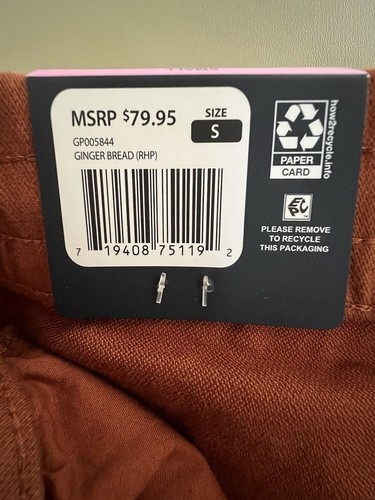 MSRP $79.95
SIZE
S
GP005844
GINGER BREAD (RHP)
7 19408 75119 2
how2recycle.info
PAPER
CARD
PLEASE REMOVE
TO RECYCLE
THIS PACKAGING